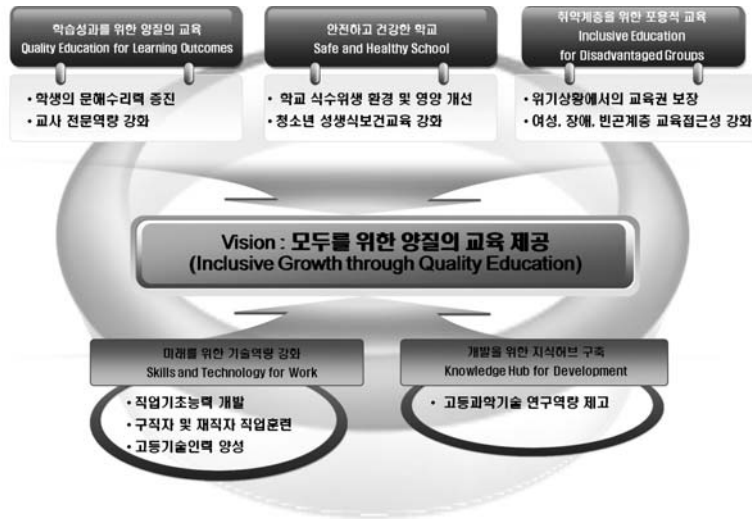 학습성과를 위한 양질의 교육
Quality Education for Learning Outcomes
• 학생의 문해수리력 증진
• 교사 전문역량 강화
안전하고 건강한 학교
Safe and Healthy School
• 학교 식수위생 환경 및 영양 개선
• 청소년 성생식보건교육 강화
취약계층을 위한 포용적 교육
Inclusive Education
for Disadvantaged Groups
• 위기상황에서의 교육권 보장
• 여성, 장애, 빈곤계층 교육접근성 강화
Vision : 모두를 위한 양질의 교육 제공
(Inclusive Growth through Quality Education)
미래를 위한 기술역량 강화
Skills and Technology for Work
• 직업기초능력 개발
• 구직자 및 재직자 직업훈련
• 고등기술인력 양성
개발을 위한 지식허브 구축
Knowledge Hub for Development
• 고등과학기술 연구역량 제고